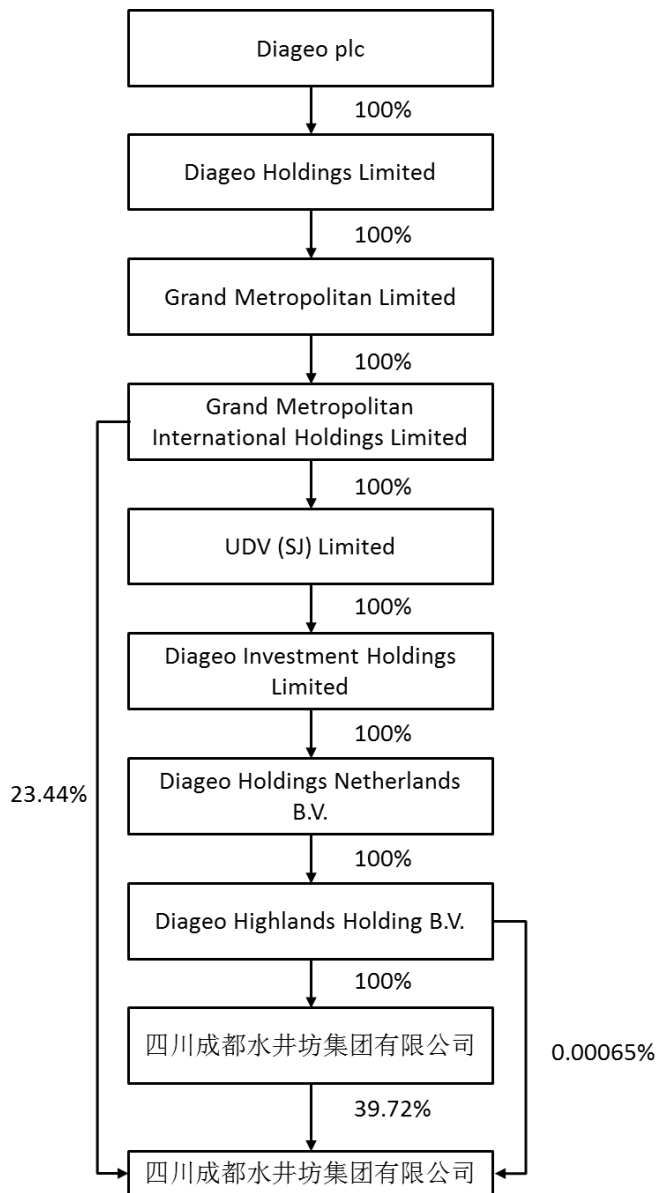 Diageo plc
100%
Diageo Holdings Limited
100%
Grand Metropolitan Limited
100%
Grand Metropolitan
International Holdings Limited
100%
UDV (SJ) Limited
100%
Diageo Investment Holdings
Limited
100%
23.44%
Diageo Holdings Netherlands
B.V.
100%
Diageo Highlands Holding B.V.
100%
四川成都水井坊集团有限公司
0.00065%
39.72%
四川成都水井坊集团有限公司